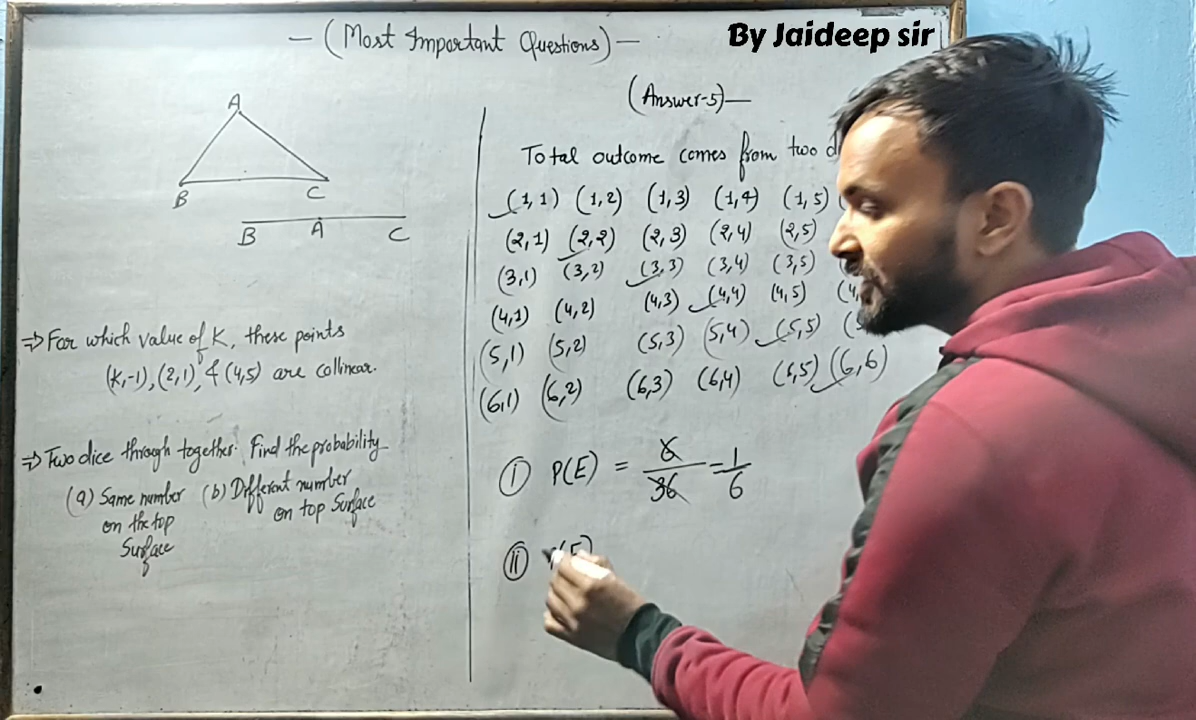 —(Most Important Questions)—
By Jaideep sir
A
B
C
B A C
⇒ For which value of K, these points
(K,-1), (2,1), & (4,5) are collinear.
⇒ Two dice through together. Find the probability
(a) Same number
on the top
Surface
(b) Different number
on top Surface
(Answer-5)—
Total outcome comes from two
(1,1) (1,2) (1,3) (1,4) (1,5)
(2,1) (2,2) (2,3) (2,4) (2,5)
(3,1) (3,2) (3,3) (3,4) (3,5)
(4,1) (4,2) (4,3) (4,4) (4,5) (4,
(5,1) (5,2) (5,3) (5,4) (5,5)
(6,1) (6,2) (6,3) (6,4) (6,5) (6,6)
(i) P(E) = 6/36 = 1/6
(ii)